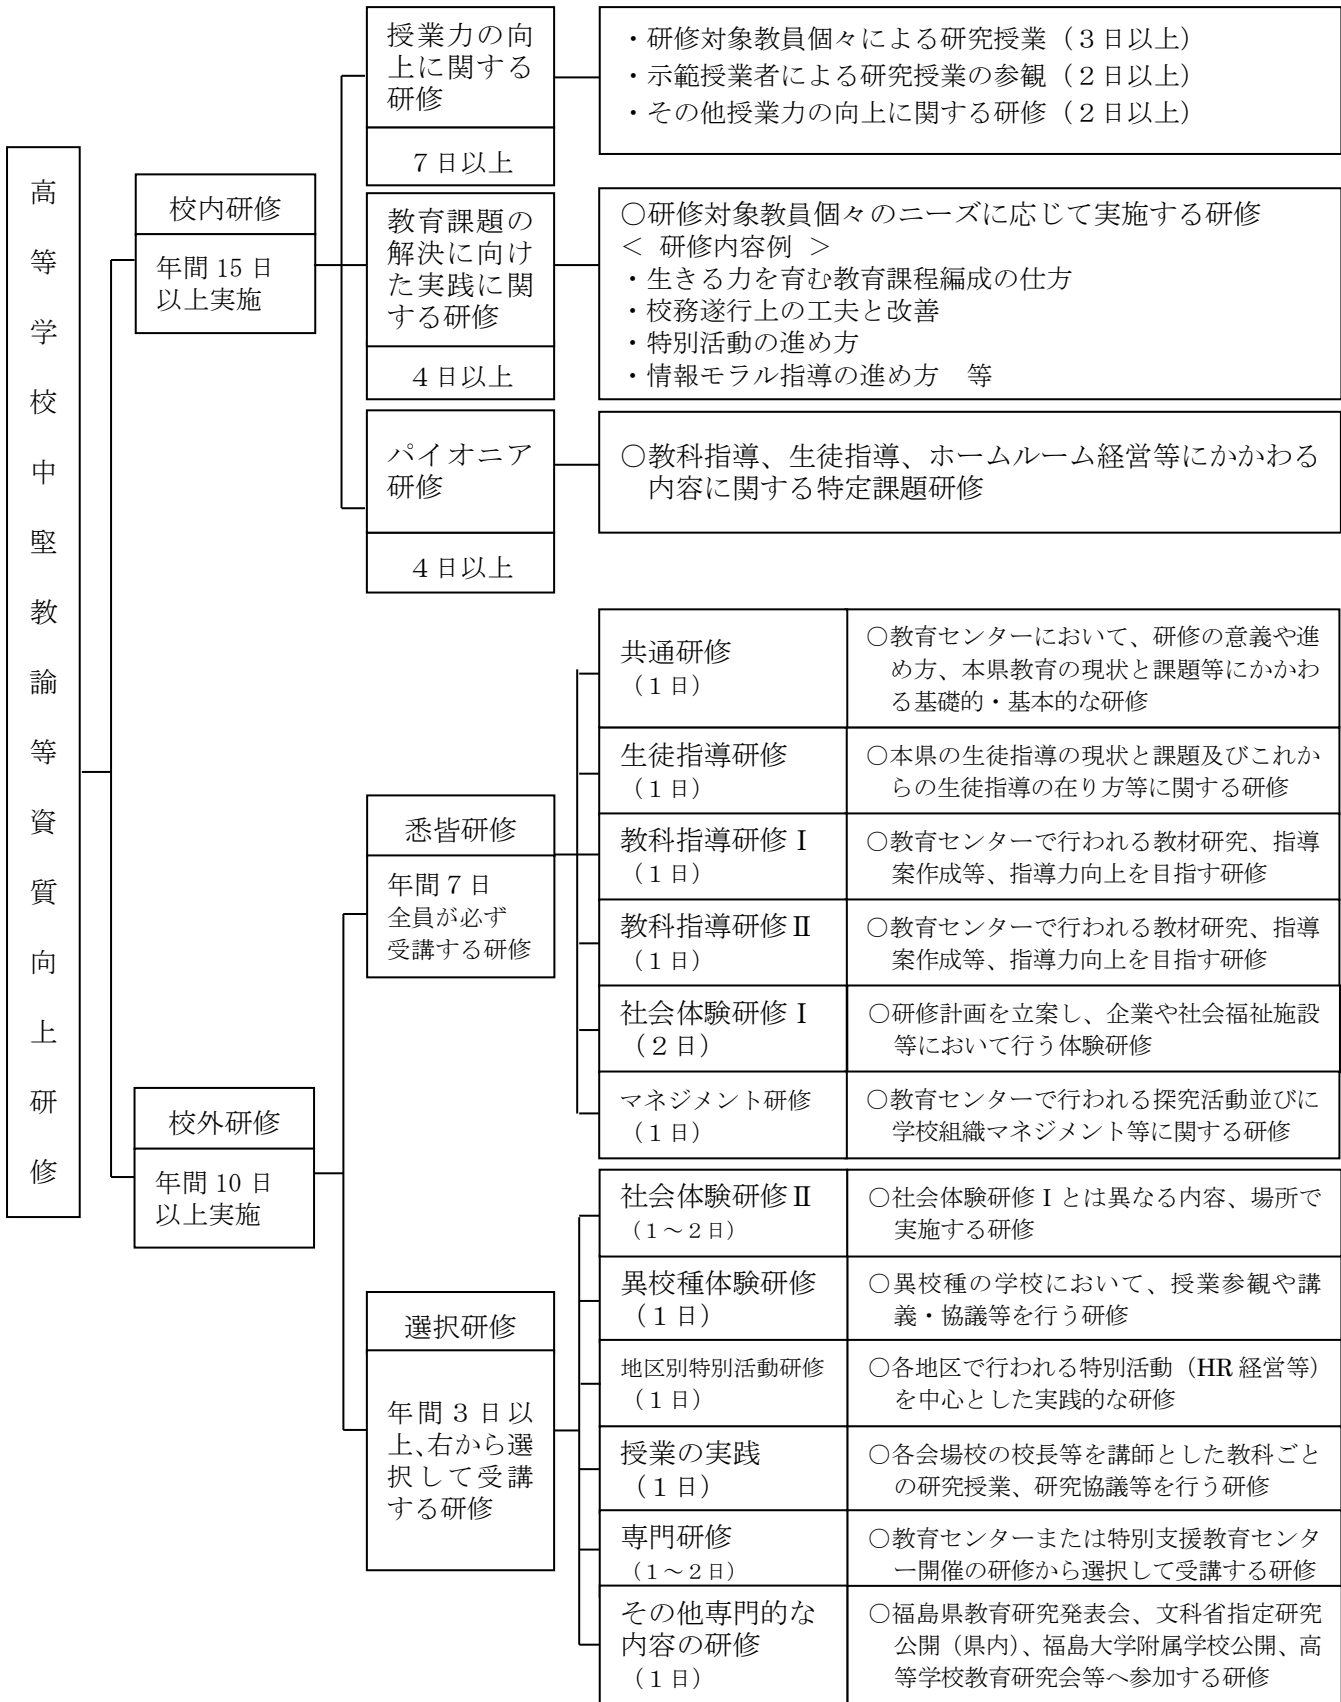 高等学校中堅教諭等資質向上研修
校内研修
年間 15 日
以上実施
授業力の向
上に関する
研修
７日以上
・研修対象教員個々による研究授業（３日以上）
・示範授業者による研究授業の参観（２日以上）
・その他授業力の向上に関する研修（２日以上）
教育課題の
解決に向け
た実践に関
する研修
４日以上
○研修対象教員個々のニーズに応じて実施する研修
＜ 研修内容例 ＞
・生きる力を育む教育課程編成の仕方
・校務遂行上の工夫と改善
・特別活動の進め方
・情報モラル指導の進め方　等
パイオニア
研修
４日以上
○教科指導、生徒指導、ホームルーム経営等にかかわる
内容に関する特定課題研修
校外研修
年間 10 日
以上実施
悉皆研修
年間７日
全員が必ず
受講する研修
共通研修
（１日）
○教育センターにおいて、研修の意義や進
め方、本県教育の現状と課題等にかかわ
る基礎的・基本的な研修
生徒指導研修
（１日）
○本県の生徒指導の現状と課題及びこれか
らの生徒指導の在り方等に関する研修
教科指導研修Ⅰ
（１日）
○教育センターで行われる教材研究、指導
案作成等、指導力向上を目指す研修
教科指導研修Ⅱ
（１日）
○教育センターで行われる教材研究、指導
案作成等、指導力向上を目指す研修
社会体験研修Ⅰ
（２日）
○研修計画を立案し、企業や社会福祉施設
等において行う体験研修
マネジメント研修
（１日）
○教育センターで行われる探究活動並びに
学校組織マネジメント等に関する研修
選択研修
年間３日以
上、右から選
択して受講
する研修
社会体験研修Ⅱ
（１～２日）
○社会体験研修Ⅰとは異なる内容、場所で
実施する研修
異校種体験研修
（１日）
○異校種の学校において、授業参観や講
義・協議等を行う研修
地区別特別活動研修
（１日）
○各地区で行われる特別活動（HR 経営等）
を中心とした実践的な研修
授業の実践
（１日）
○各会場校の校長等を講師とした教科ごと
の研究授業、研究協議等を行う研修
専門研修
（１～２日）
○教育センターまたは特別支援教育センタ
ー開催の研修から選択して受講する研修
その他専門的な
内容の研修
（１日）
○福島県教育研究発表会、文科省指定研究
公開（県内）、福島大学附属学校公開、高
等学校教育研究会等へ参加する研修